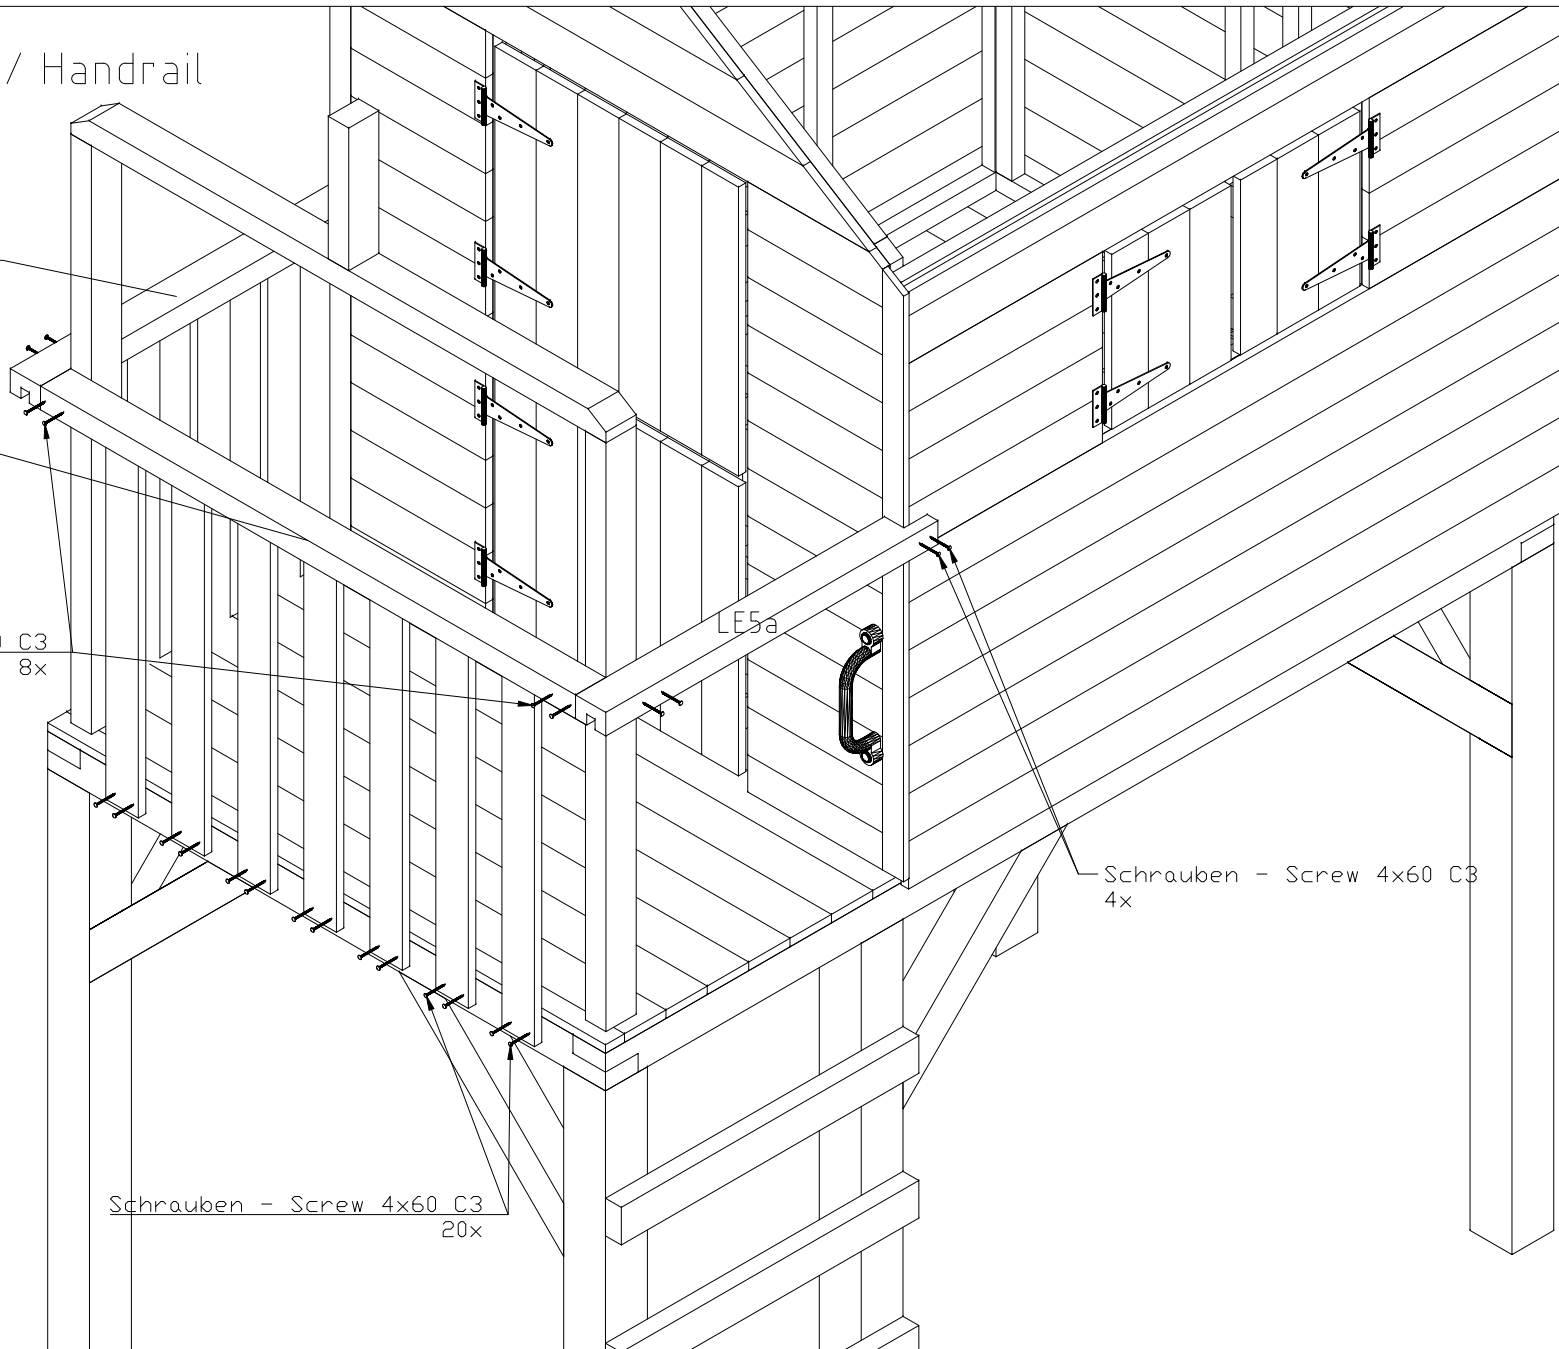 / Handrail
LE5a
C3
8x
Schrauben - Screw 4x60 C3
4x
Schrauben - Screw 4x60 C3
20x